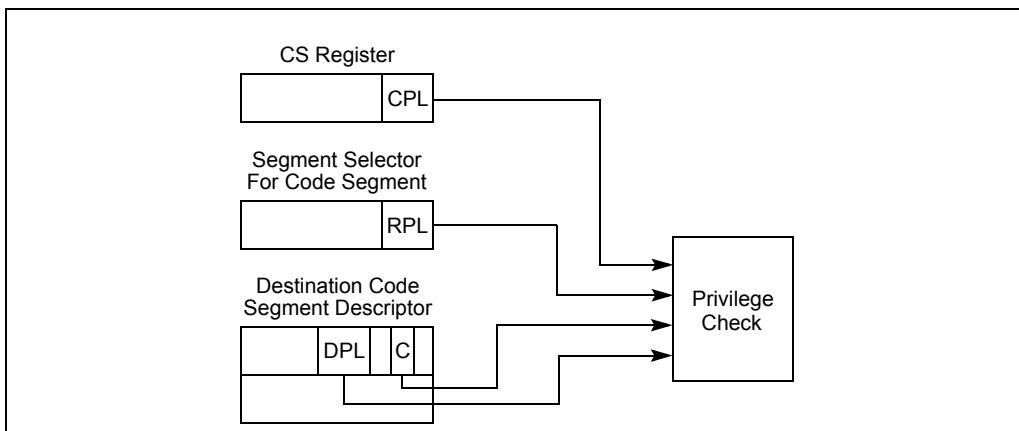 CS Register
CPL
Segment Selector
For Code Segment
RPL
Destination Code
Segment Descriptor
DPL
C
Privilege
Check